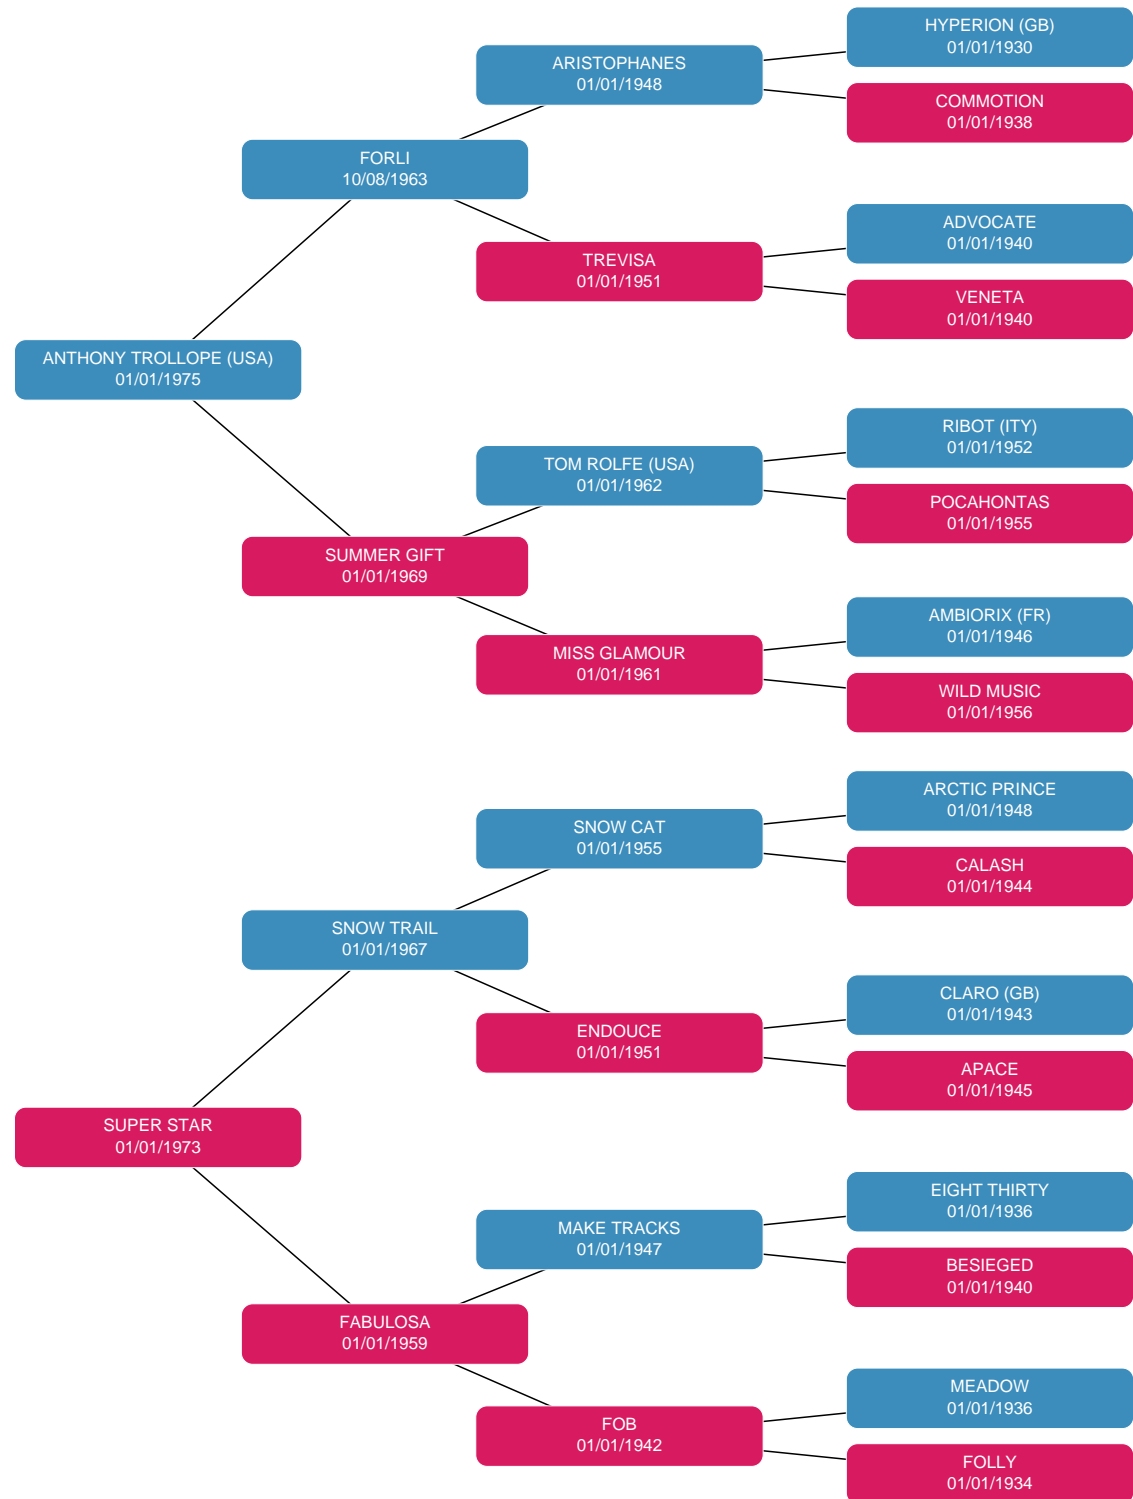 HYPERION (GB)
01/01/1930
ARISTOPHANES
01/01/1948
COMMOTION
01/01/1938
FORLI
10/08/1963
ADVOCATE
01/01/1940
TREVISA
01/01/1951
VENETA
01/01/1940
ANTHONY TROLLOPE (USA)
01/01/1975
RIBOT (ITY)
01/01/1952
TOM ROLFE (USA)
01/01/1962
POCAHONTAS
01/01/1955
SUMMER GIFT
01/01/1969
AMBIORIX (FR)
01/01/1946
MISS GLAMOUR
01/01/1961
WILD MUSIC
01/01/1956
ARCTIC PRINCE
01/01/1948
SNOW CAT
01/01/1955
CALASH
01/01/1944
SNOW TRAIL
01/01/1967
CLARO (GB)
01/01/1943
ENDOUCE
01/01/1951
APACE
01/01/1945
SUPER STAR
01/01/1973
EIGHT THIRTY
01/01/1936
MAKE TRACKS
01/01/1947
BESIEGED
01/01/1940
FABULOSA
01/01/1959
MEADOW
01/01/1936
FOB
01/01/1942
FOLLY
01/01/1934